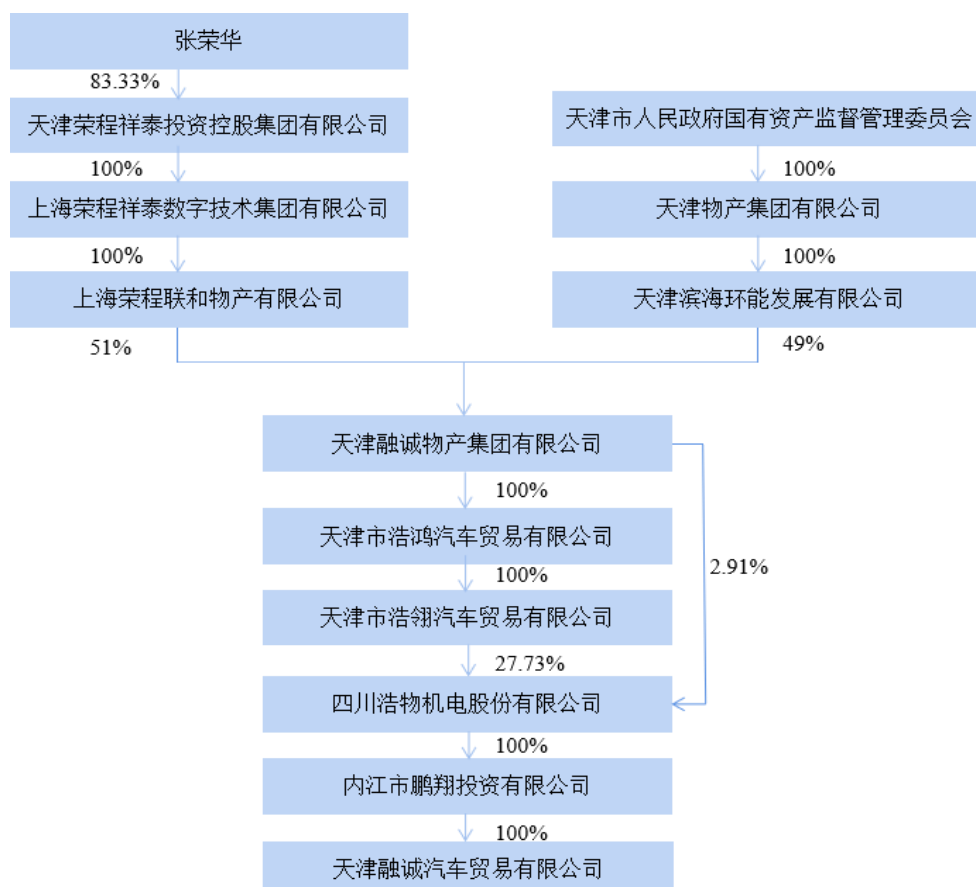 张荣华
83.33%
天津荣程祥泰投资控股集团有限公司
100%
上海荣程祥泰数字技术集团有限公司
100%
上海荣程联和物产有限公司
51%
天津市人民政府国有资产监督管理委员会
100%
天津物产集团有限公司
100%
天津滨海环能发展有限公司
49%
天津融诚物产集团有限公司
100%
天津市浩鸿汽车贸易有限公司
100%
2.91%
天津市浩翎汽车贸易有限公司
27.73%
四川浩物机电股份有限公司
100%
内江市鹏翔投资有限公司
100%
天津融诚汽车贸易有限公司